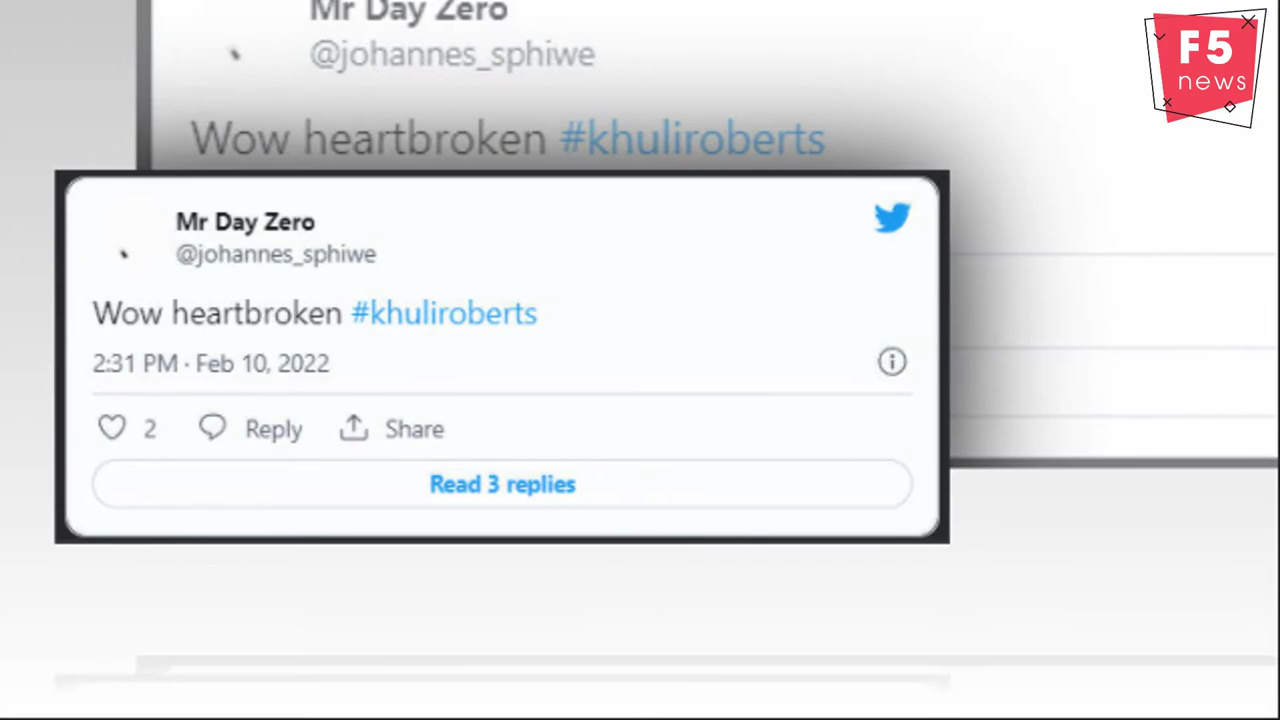 Mr Day Zero
@johannes_sphiwe
Wow heartbroken #khuliroberts
F5
news
Mr Day Zero
@johannes_sphiwe
Wow heartbroken #khuliroberts
2:31 PM · Feb 10, 2022
2 Reply Share
Read 3 replies